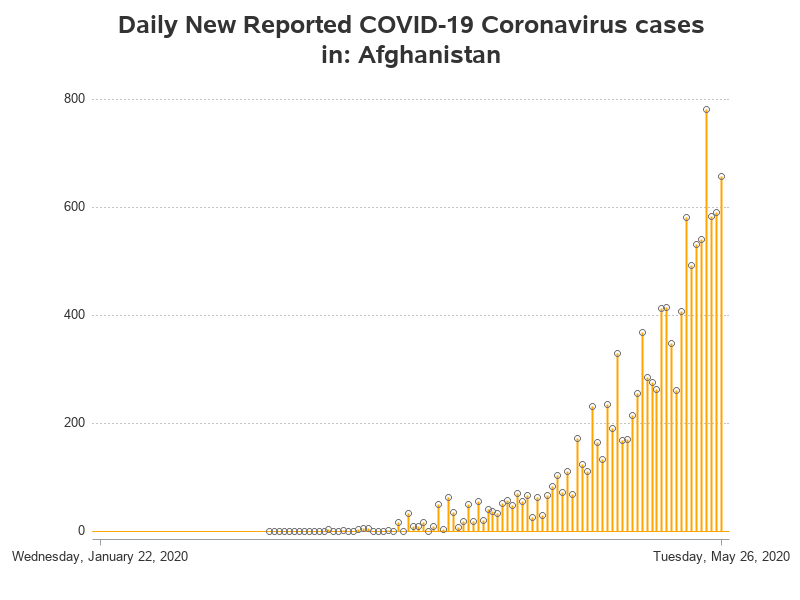 Daily New Reported COVID-19 Coronavirus cases
in: Afghanistan
800
600
400
200
0
Wednesday, January 22, 2020
Tuesday, May 26, 2020